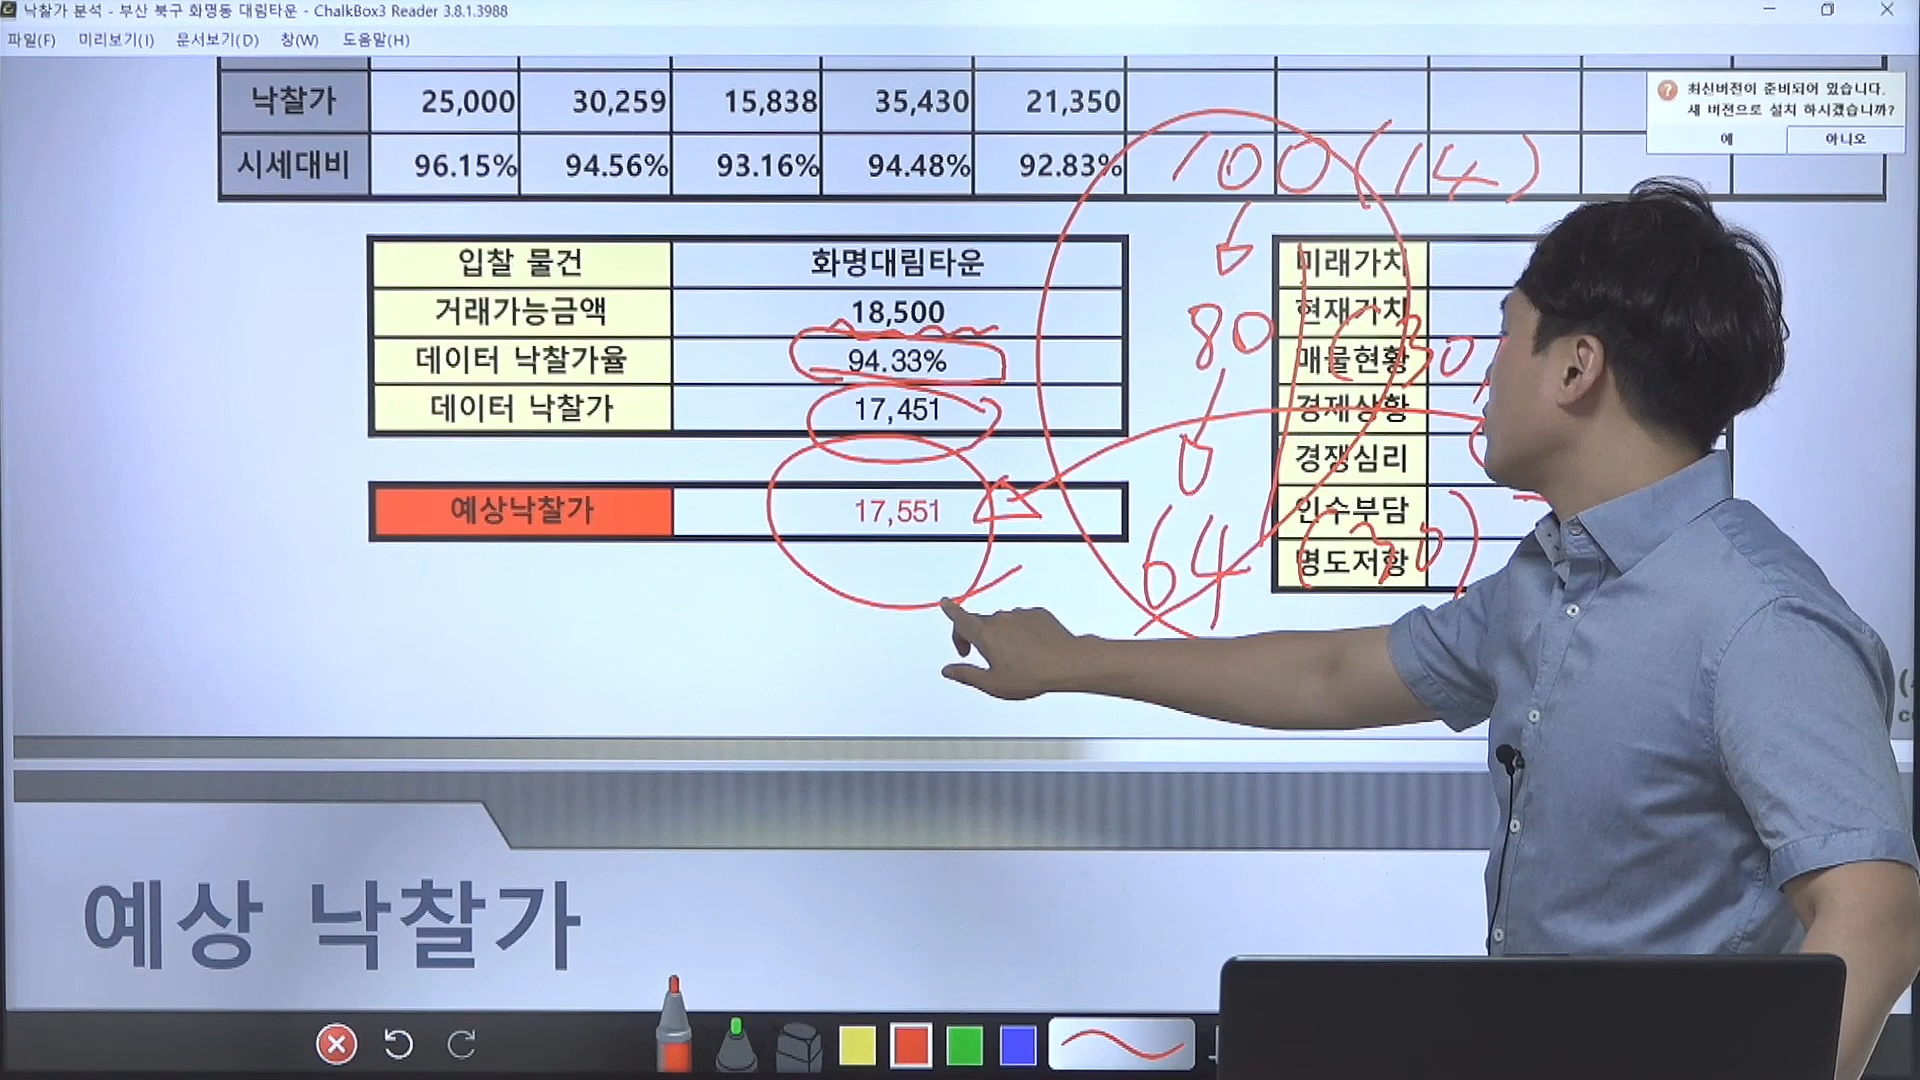 낙찰가 분석 - 부산 북구 화명동 대림타운 - ChalkBox3 Reader 3.8.1.3988
파일(F) 미리보기(I) 문서보기(D) 창(W) 도움말(H)
최신버전이 준비되어 있습니다.
새 버전으로 설치 하시겠습니까?
예 아니오
낙찰가 25,000 30,259 15,838 35,430 21,350
시세대비 96.15% 94.56% 93.16% 94.48% 92.83%
100 (14)
80 (30)
64 (30)
입찰 물건 화명대림타운
거래가능금액 18,500
데이터 낙찰가율 94.33%
데이터 낙찰가 17,451
예상낙찰가 17,551
미래가치
현재가치
매물현황
경제상황
경쟁심리
인수부담
명도저항
예상 낙찰가